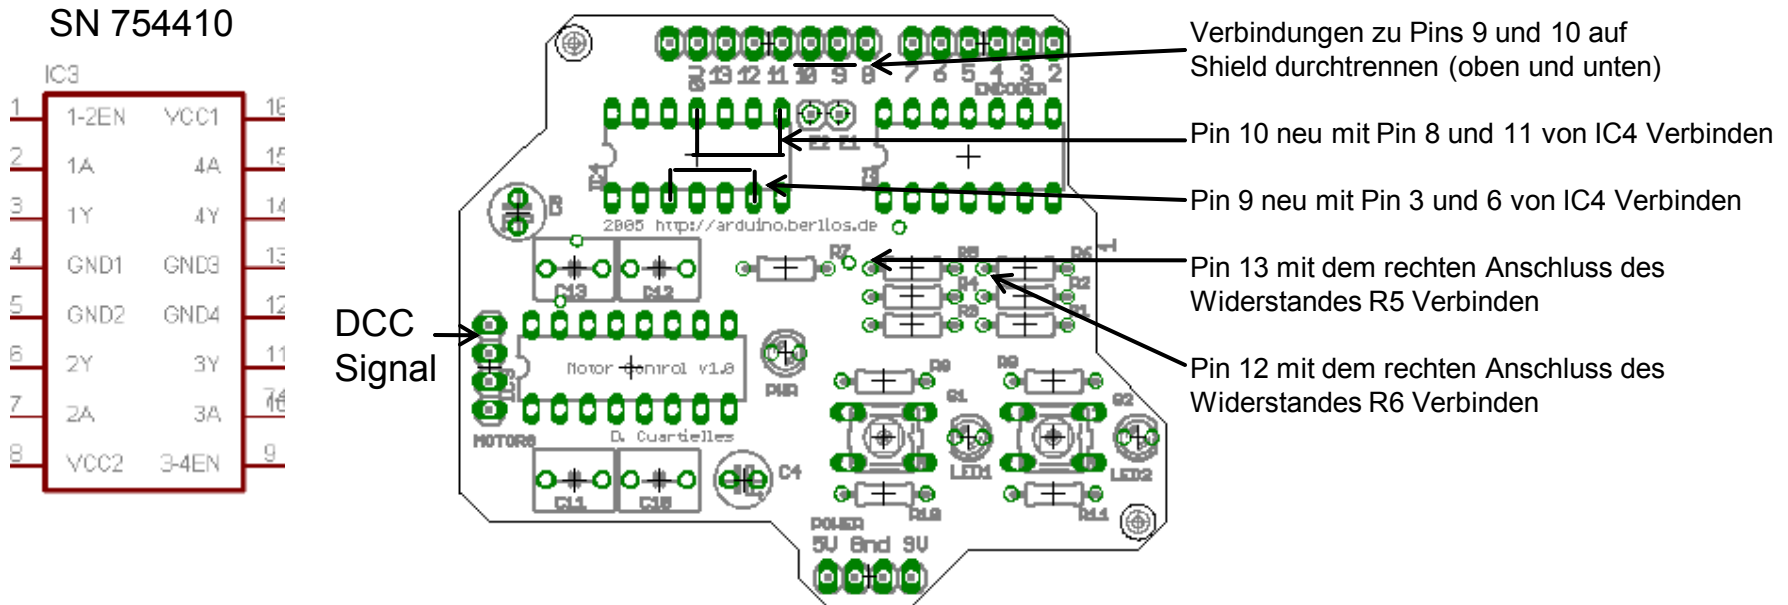 SN 754410
IC3
1 1-2EN VCC1 16
2 1A 4A 15
3 1Y 4Y 14
4 GND1 GND3 13
5 GND2 GND4 12
6 2Y 3Y 11
7 2A 3A 10
8 VCC2 3-4EN 9
DCC
Signal
GND 13 12 11 10 9 8 7 6 5 4 3 2
ENCODER
E2 E1
IC4
2005 http://arduino.berlios.de
R7 R5 R6 1
R4 R2
R3 R1
C13 C12
Motor Control v1.0
PWR
MOTORS
D. Cuartielles
C11 C10 C4
R9
S1 S2
LED1 LED2
R10 R11
POWER
5V Gnd 9V
Verbindungen zu Pins 9 und 10 auf
Shield durchtrennen (oben und unten)
Pin 10 neu mit Pin 8 und 11 von IC4 Verbinden
Pin 9 neu mit Pin 3 und 6 von IC4 Verbinden
Pin 13 mit dem rechten Anschluss des
Widerstandes R5 Verbinden
Pin 12 mit dem rechten Anschluss des
Widerstandes R6 Verbinden